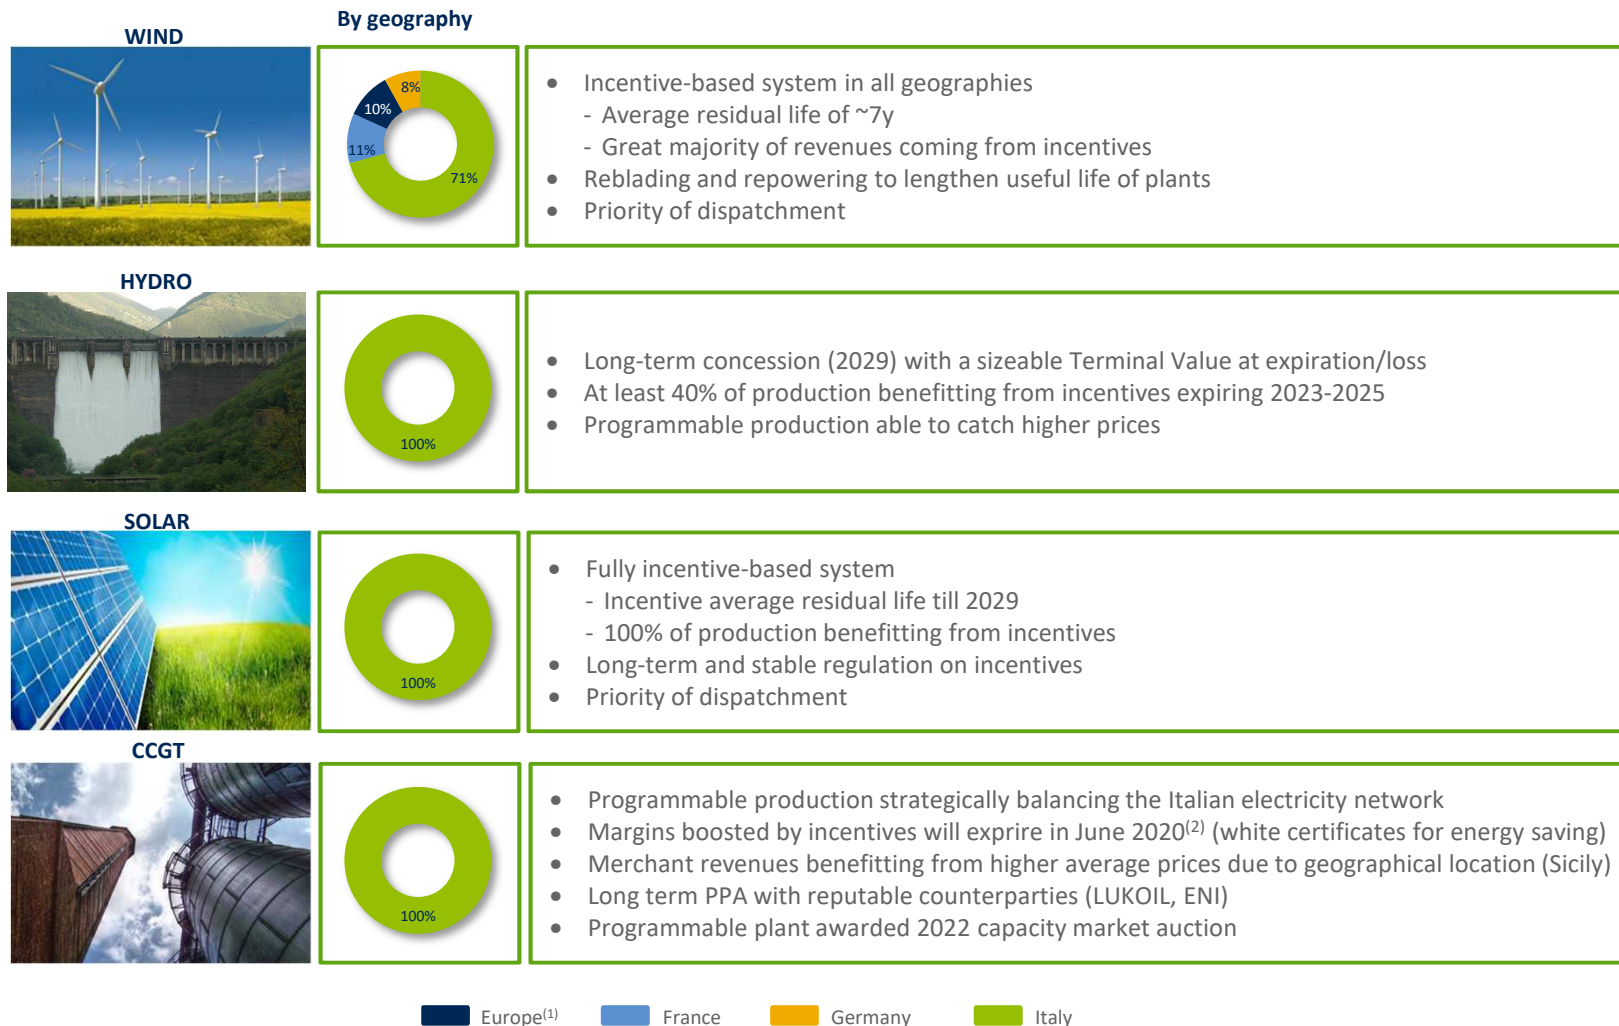 By geography
WIND
8%
10%
11%
71%
• Incentive-based system in all geographies
- Average residual life of ~7y
- Great majority of revenues coming from incentives
• Reblading and repowering to lengthen useful life of plants
• Priority of dispatchment
HYDRO
100%
• Long-term concession (2029) with a sizeable Terminal Value at expiration/loss
• At least 40% of production benefitting from incentives expiring 2023-2025
• Programmable production able to catch higher prices
SOLAR
100%
• Fully incentive-based system
- Incentive average residual life till 2029
- 100% of production benefitting from incentives
• Long-term and stable regulation on incentives
• Priority of dispatchment
CCGT
100%
• Programmable production strategically balancing the Italian electricity network
• Margins boosted by incentives will exprire in June 2020(2) (white certificates for energy saving)
• Merchant revenues benefitting from higher average prices due to geographical location (Sicily)
• Long term PPA with reputable counterparties (LUKOIL, ENI)
• Programmable plant awarded 2022 capacity market auction
Europe(1) France Germany Italy